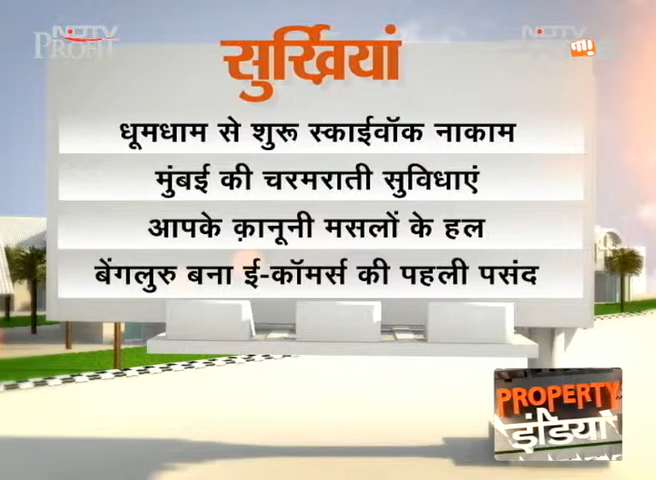 NDTV
PROFIT
NDTV
सुर्खियां
धूमधाम से शुरू स्काईवॉक नाकाम
मुंबई की चरमराती सुविधाएं
आपके क़ानूनी मसलों के हल
बेंगलुरु बना ई-कॉमर्स की पहली पसंद
PROPERTY
इंडिया